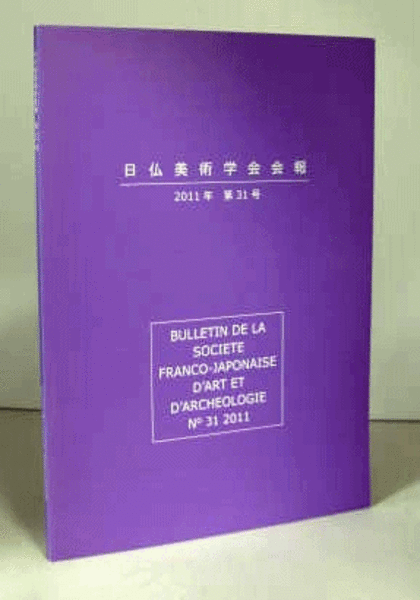 日仏美術学会会報
2011年 第31号
BULLETIN DE LA
SOCIETE
FRANCO-JAPONAISE
D'ART ET
D'ARCHEOLOGIE
N° 31 2011